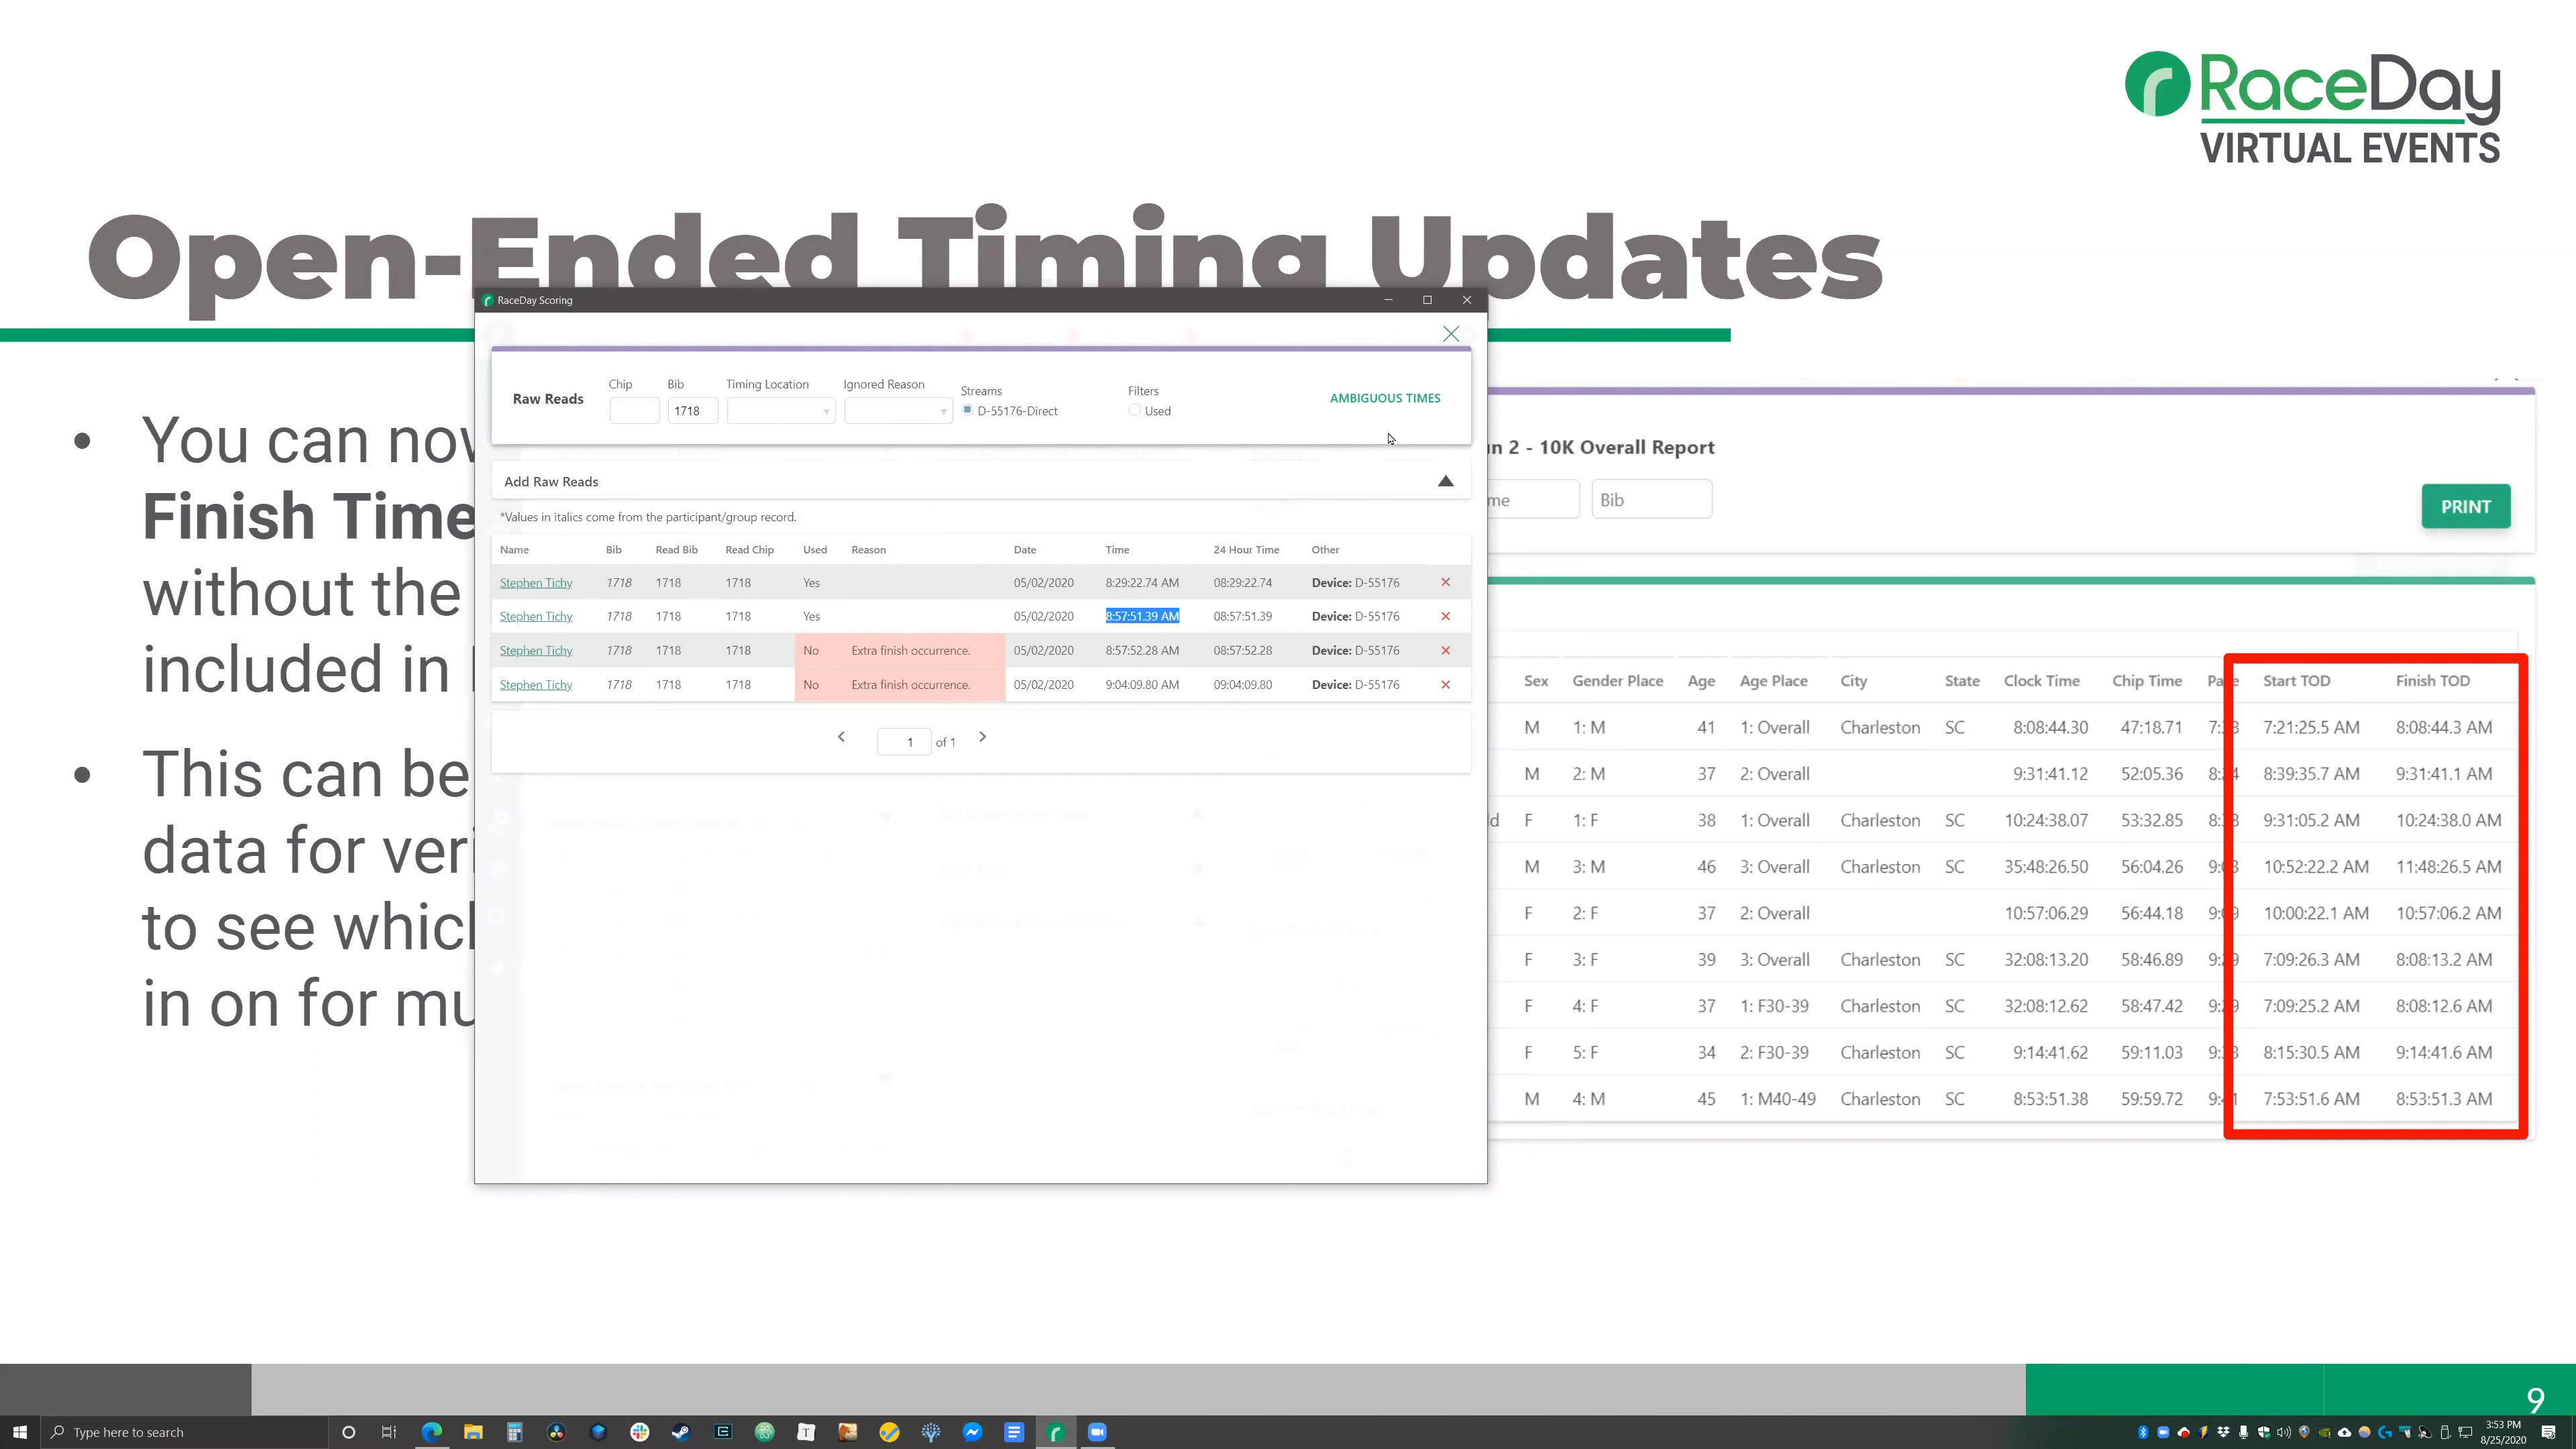 RaceDay
VIRTUAL EVENTS
Open-Ended Timing Updates
• You can now
Finish Time
without the
included in
• This can be
data for veri
to see which
in on for mu
RaceDay Scoring
Raw Reads
Chip
Bib
1718
Timing Location
Ignored Reason
Streams
D-55176-Direct
Filters
Used
AMBIGUOUS TIMES
Add Raw Reads
*Values in italics come from the participant/group record.
Name Bib Read Bib Read Chip Used Reason Date Time 24 Hour Time Other
Stephen Tichy 1718 1718 1718 Yes 05/02/2020 8:29:22.74 AM 08:29:22.74 Device: D-55176
Stephen Tichy 1718 1718 1718 Yes 05/02/2020 8:57:51.39 AM 08:57:51.39 Device: D-55176
Stephen Tichy 1718 1718 1718 No Extra finish occurrence. 05/02/2020 8:57:52.28 AM 08:57:52.28 Device: D-55176
Stephen Tichy 1718 1718 1718 No Extra finish occurrence. 05/02/2020 9:04:09.80 AM 09:04:09.80 Device: D-55176
1 of 1
un 2 - 10K Overall Report
me
Bib
PRINT
Sex Gender Place Age Age Place City State Clock Time Chip Time Pace Start TOD Finish TOD
M 1: M 41 1: Overall Charleston SC 8:08:44.30 47:18.71 7:21:25.5 AM 8:08:44.3 AM
M 2: M 37 2: Overall 9:31:41.12 52:05.36 7:39:35.7 AM 9:31:41.1 AM
d F 1: F 38 1: Overall Charleston SC 10:24:38.07 53:32.85 9:31:05.2 AM 10:24:38.0 AM
M 3: M 46 3: Overall Charleston SC 35:48:26.50 56:04.26 10:52:22.2 AM 11:48:26.5 AM
F 2: F 37 2: Overall 10:57:06.29 56:44.18 10:00:22.1 AM 10:57:06.2 AM
F 3: F 39 3: Overall Charleston SC 32:08:13.20 58:46.89 7:09:26.3 AM 8:08:13.2 AM
F 4: F 37 1: F30-39 Charleston SC 32:08:12.62 58:47.42 7:09:25.2 AM 8:08:12.6 AM
F 5: F 34 2: F30-39 Charleston SC 9:14:41.62 59:11.03 8:15:30.5 AM 9:14:41.6 AM
M 4: M 45 1: M40-49 Charleston SC 8:53:51.38 59:59.72 7:53:51.6 AM 8:53:51.3 AM
9
Type here to search
3:53 PM
8/25/2020